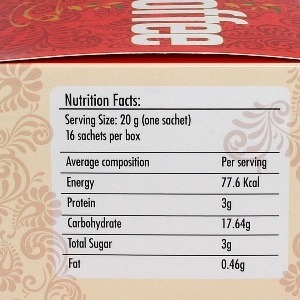 offee
Nutrition Facts:
Serving Size: 20 g (one sachet)
16 sachets per box
Average composition Per serving
Energy 77.6 Kcal
Protein 3g
Carbohydrate 17.64g
Total Sugar 3g
Fat 0.46g